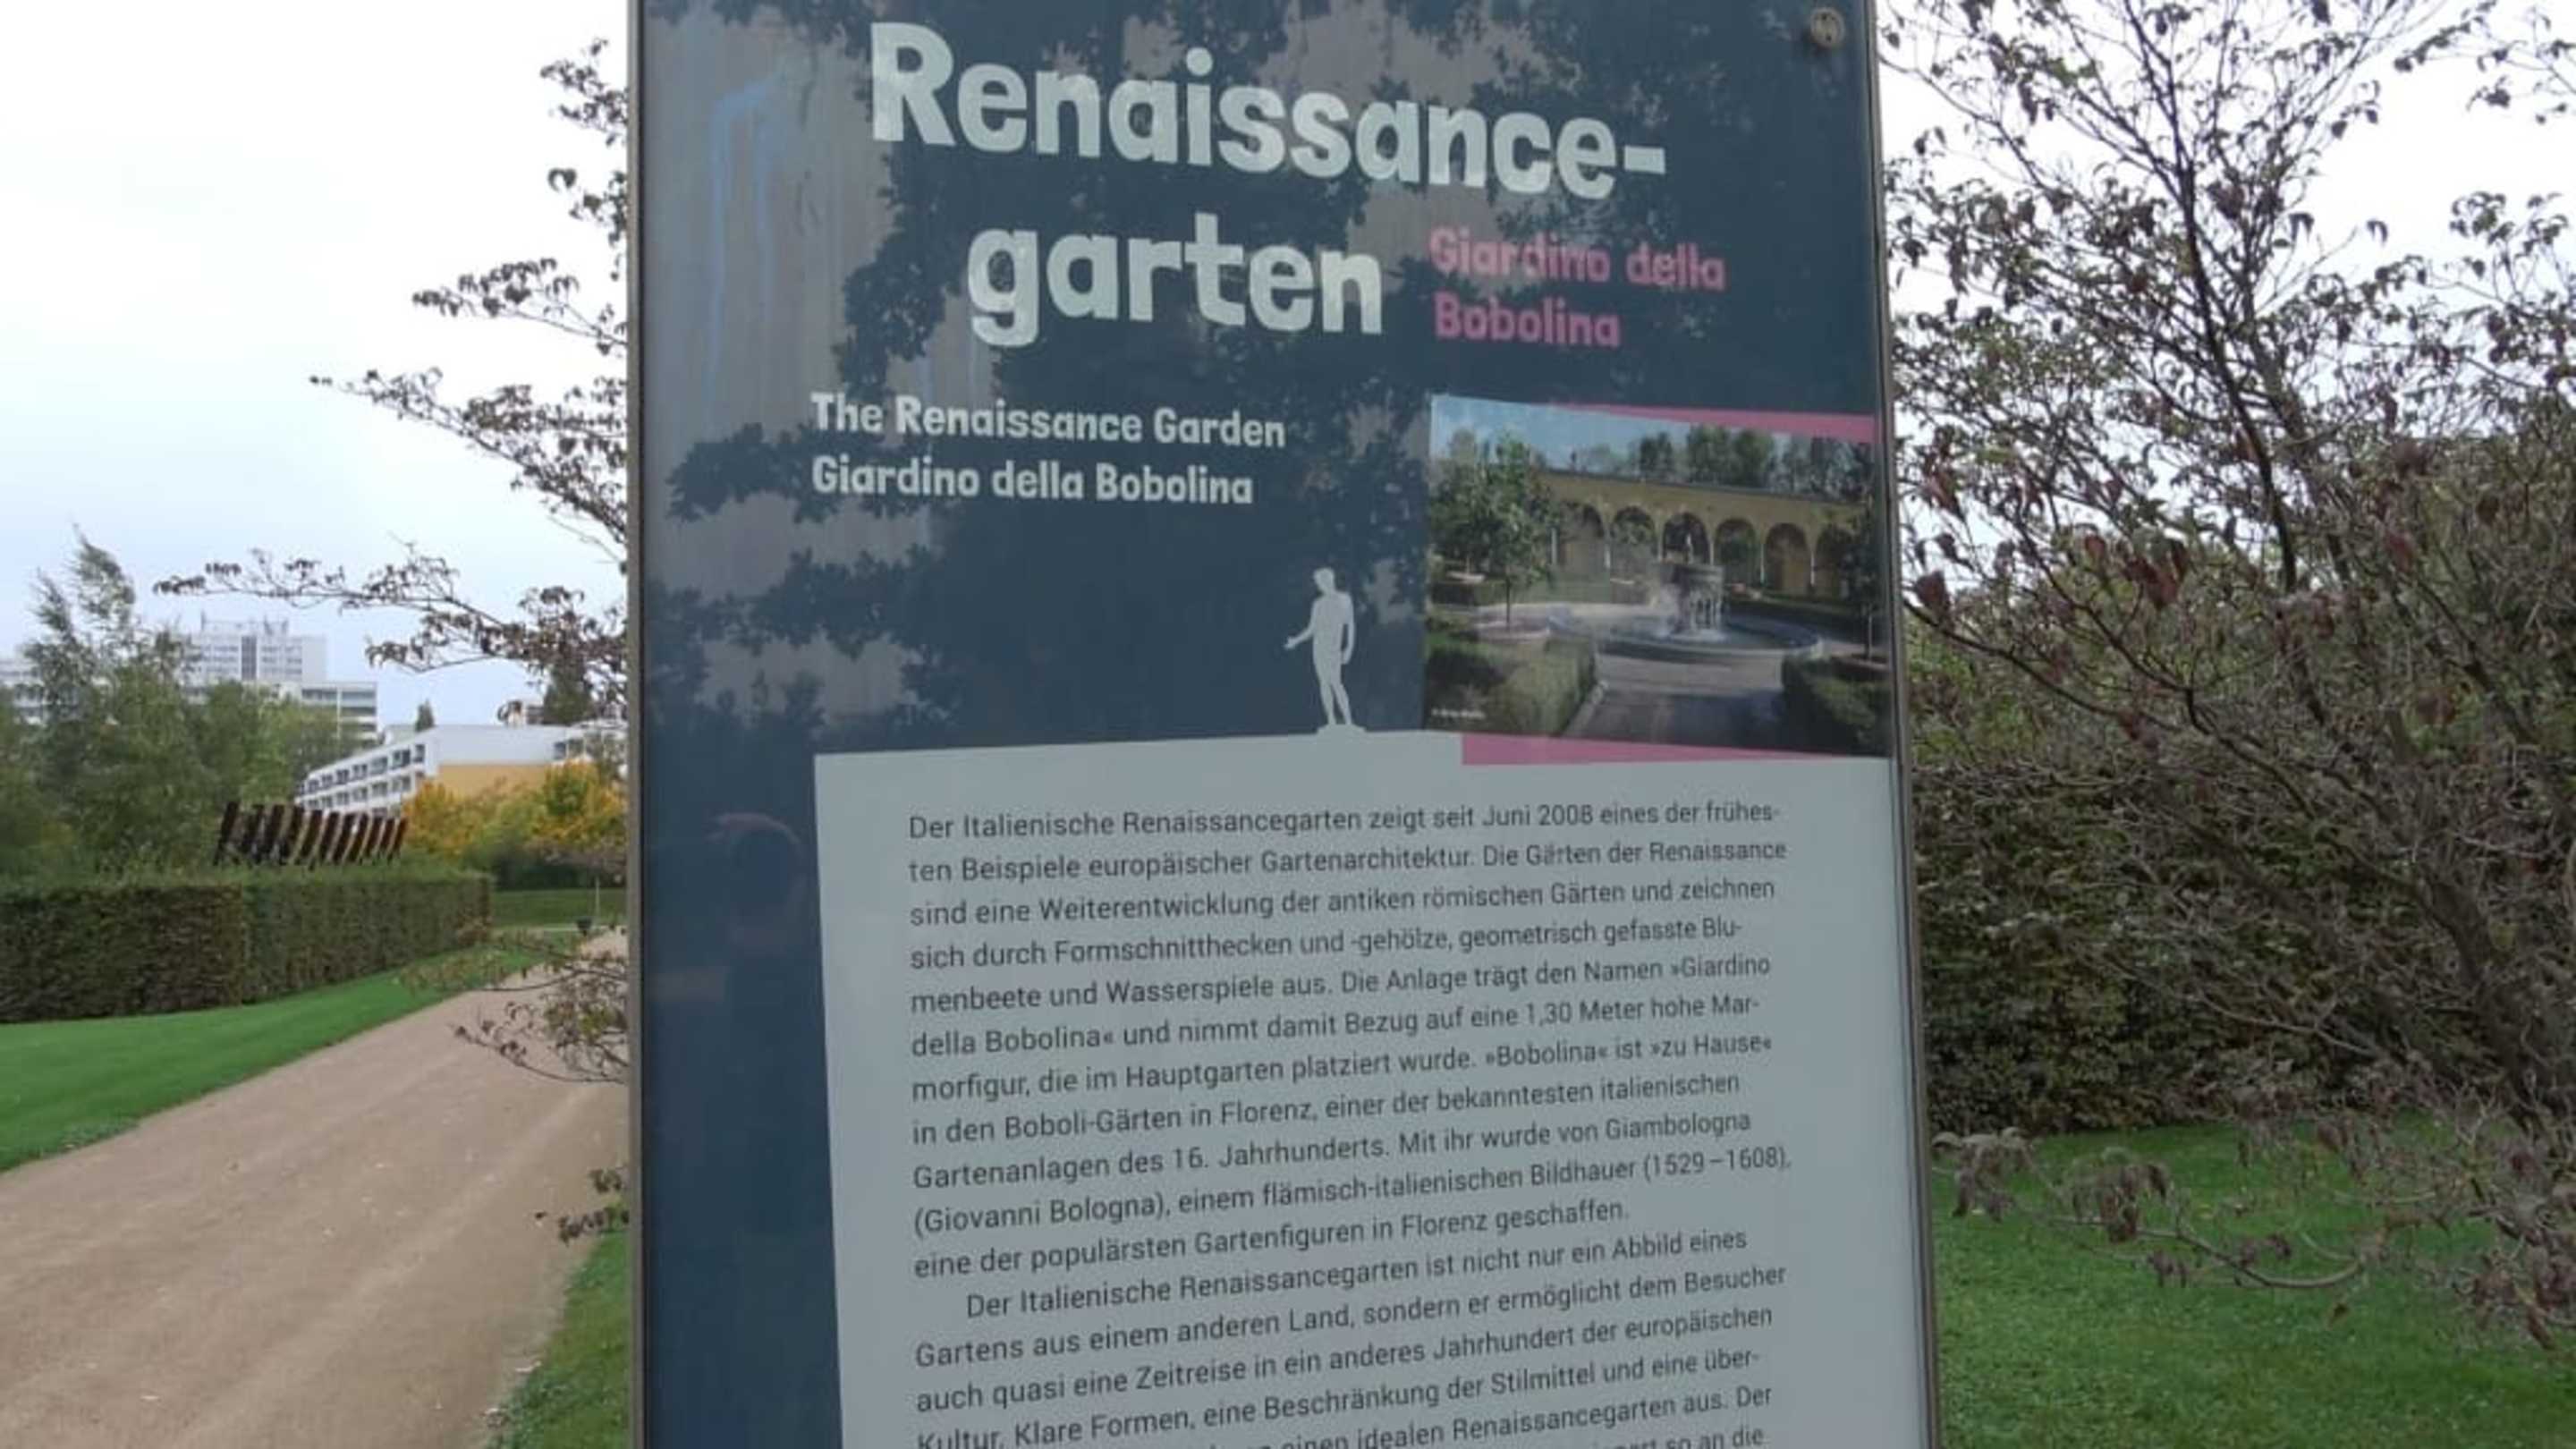 Renaissance-
garten
Giardino della
Bobolina
The Renaissance Garden
Giardino della Bobolina
Der Italienische Renaissancegarten zeigt seit Juni 2008 eines der frühes-
ten Beispiele europäischer Gartenarchitektur. Die Gärten der Renaissance
sind eine Weiterentwicklung der antiken römischen Gärten und zeichnen
sich durch Formschnitthecken und -gehölze, geometrisch gefasste Blu-
menbeete und Wasserspiele aus. Die Anlage trägt den Namen »Giardino
della Bobolina« und nimmt damit Bezug auf eine 1,30 Meter hohe Mar-
morfigur, die im Hauptgarten platziert wurde. »Bobolina« ist »zu Hause«
in den Boboli-Gärten in Florenz, einer der bekanntesten italienischen
Gartenanlagen des 16. Jahrhunderts. Mit ihr wurde von Giambologna
(Giovanni Bologna), einem flämisch-italienischen Bildhauer (1529–1608),
eine der populärsten Gartenfiguren in Florenz geschaffen.
Der Italienische Renaissancegarten ist nicht nur ein Abbild eines
Gartens aus einem anderen Land, sondern er ermöglicht dem Besucher
auch quasi eine Zeitreise in ein anderes Jahrhundert der europäischen
Kultur. Klare Formen, eine Beschränkung der Stilmittel und eine über-
einen idealen Renaissancegarten aus. Der
so an die